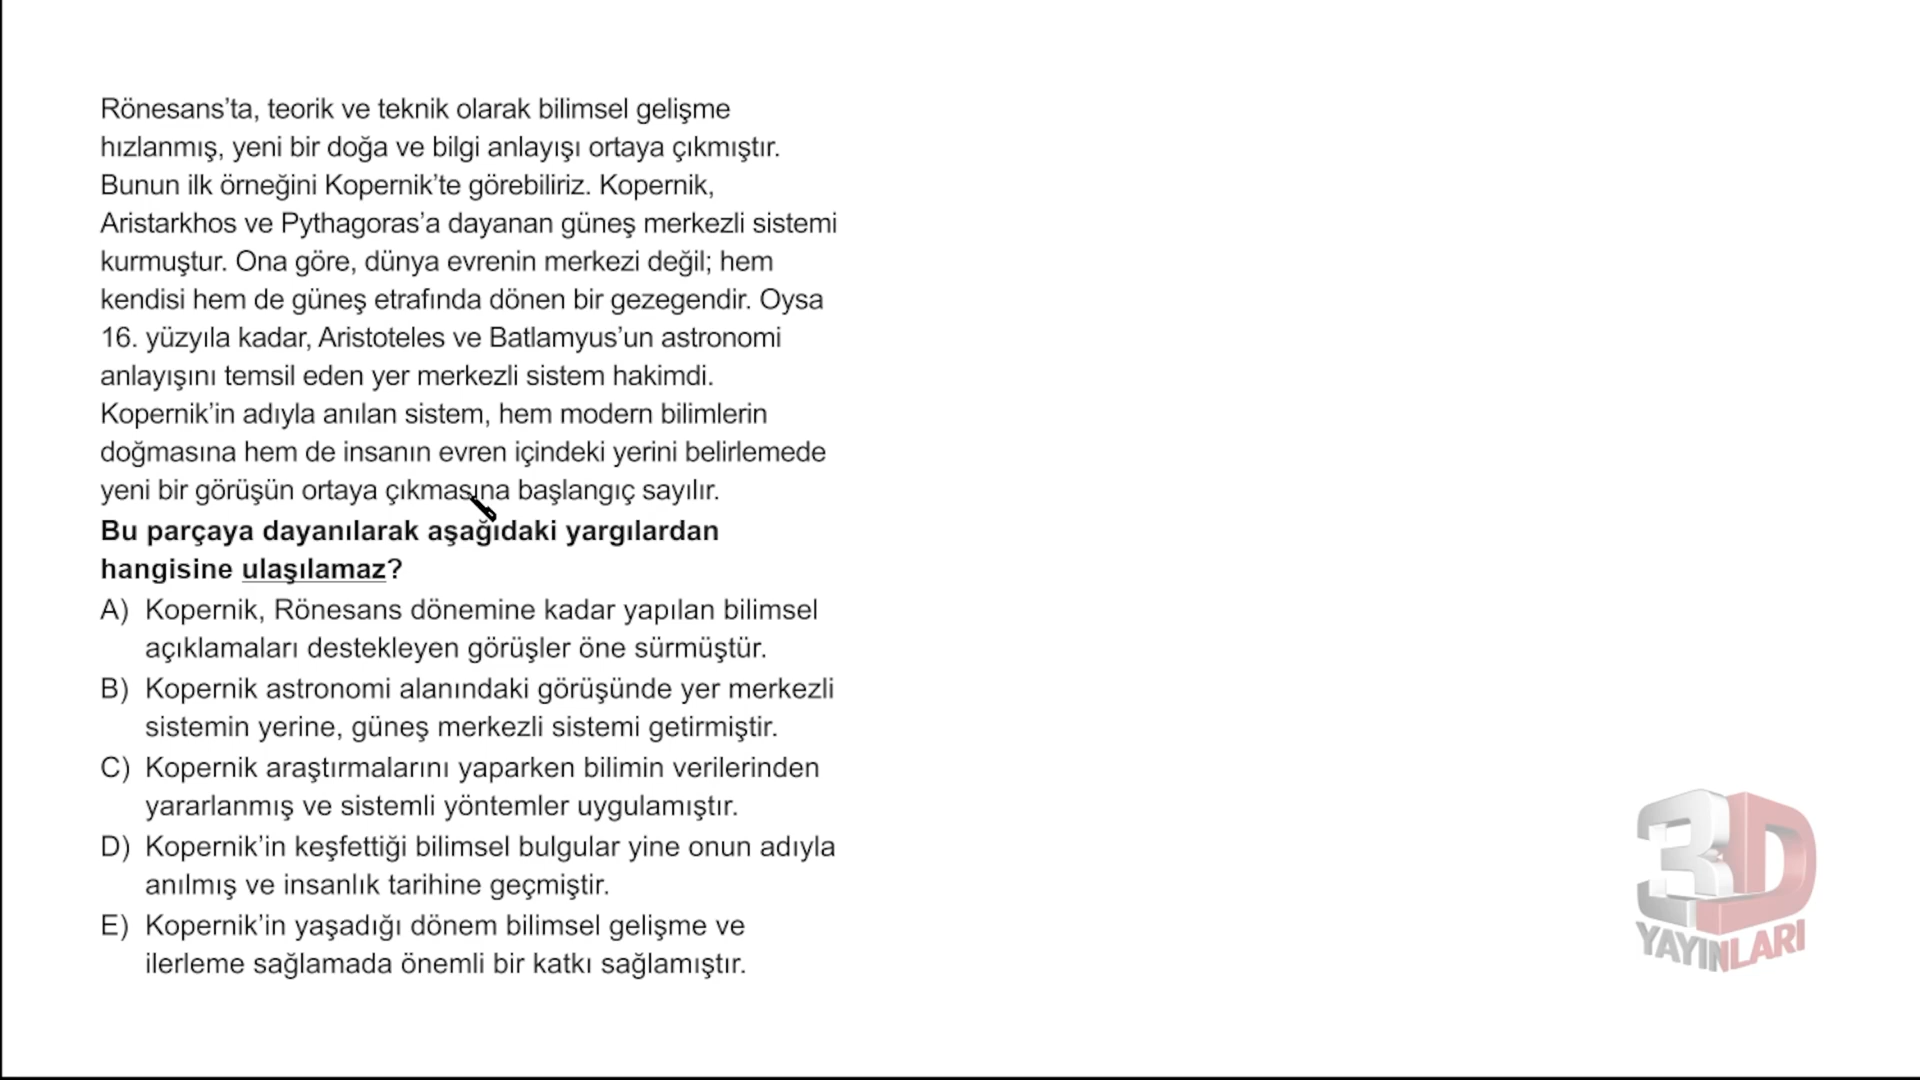 Rönesans’ta, teorik ve teknik olarak bilimsel gelişme
hızlanmış, yeni bir doğa ve bilgi anlayışı ortaya çıkmıştır.
Bunun ilk örneğini Kopernik’te görebiliriz. Kopernik,
Aristarkhos ve Pythagoras’a dayanan güneş merkezli sistemi
kurmuştur. Ona göre, dünya evrenin merkezi değil; hem
kendisi hem de güneş etrafında dönen bir gezegendir. Oysa
16. yüzyıla kadar, Aristoteles ve Batlamyus’un astronomi
anlayışını temsil eden yer merkezli sistem hakimdi.
Kopernik’in adıyla anılan sistem, hem modern bilimlerin
doğmasına hem de insanın evren içindeki yerini belirlemede
yeni bir görüşün ortaya çıkmasına başlangıç sayılır.
Bu parçaya dayanılarak aşağıdaki yargılardan
hangisine ulaşılamaz?
A) Kopernik, Rönesans dönemine kadar yapılan bilimsel
açıklamaları destekleyen görüşler öne sürmüştür.
B) Kopernik astronomi alanındaki görüşünde yer merkezli
sistemin yerine, güneş merkezli sistemi getirmiştir.
C) Kopernik araştırmalarını yaparken bilimin verilerinden
yararlanmış ve sistemli yöntemler uygulamıştır.
D) Kopernik’in keşfettiği bilimsel bulgular yine onun adıyla
anılmış ve insanlık tarihine geçmiştir.
E) Kopernik’in yaşadığı dönem bilimsel gelişme ve
ilerleme sağlamada önemli bir katkı sağlamıştır.
3D
YAYINLARI